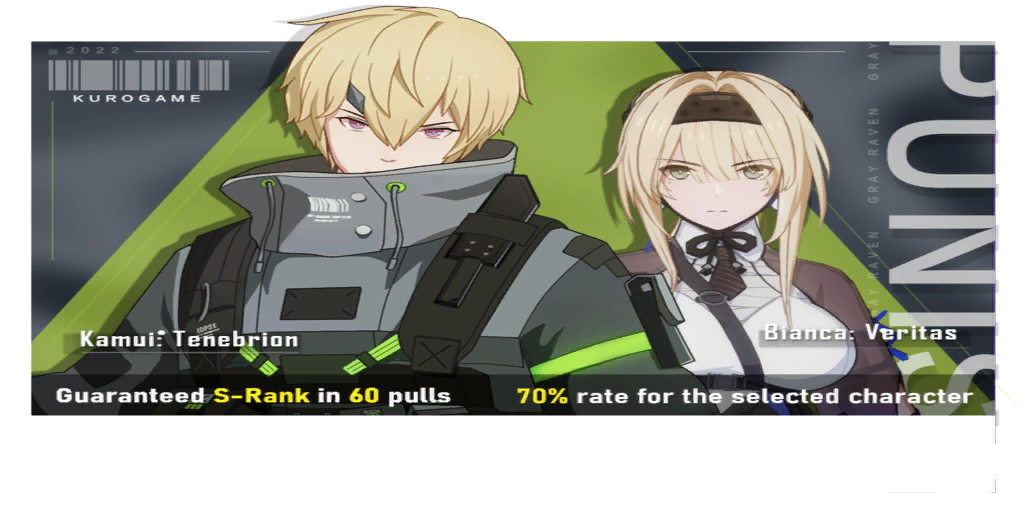 2022
KUROGAME
GRAY RAVEN
GRAY RAVEN
PUNIS
Kamui: Tenebrion
Bianca: Veritas
Guaranteed S-Rank in 60 pulls
70% rate for the selected character